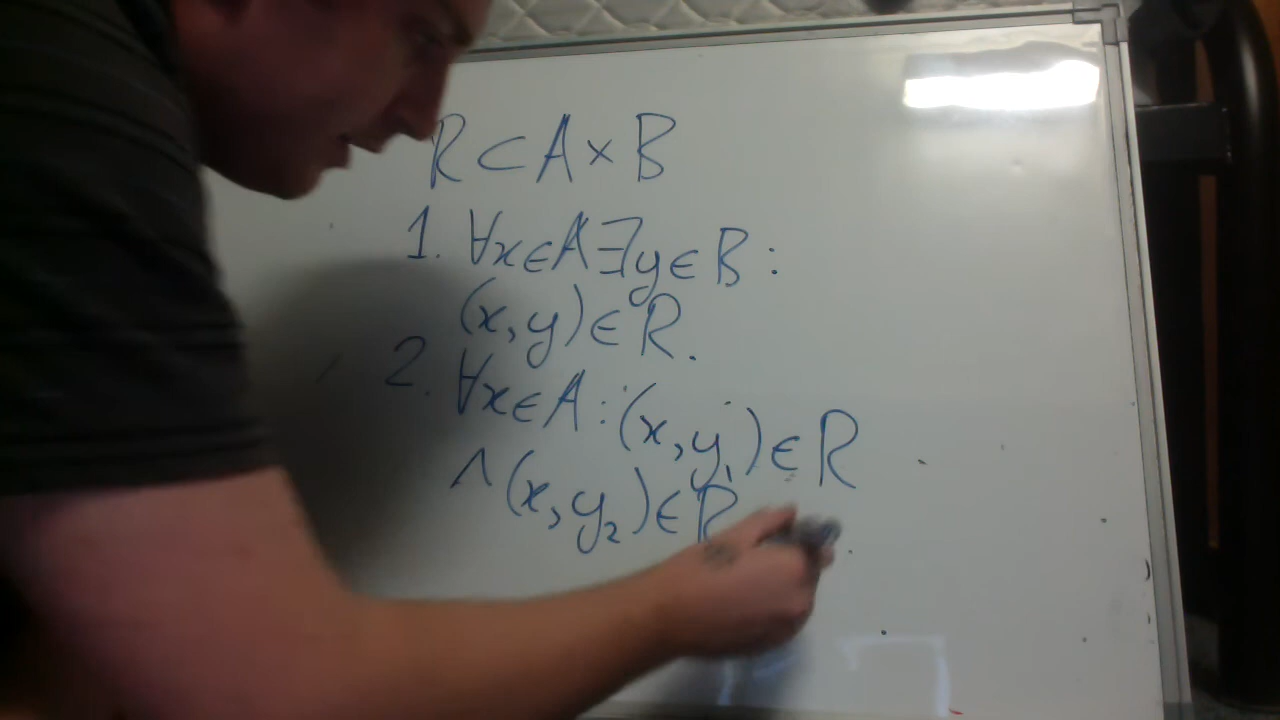 R ⊂ A × B
1. ∀x∈A ∃y∈B :
(x,y)∈R.
2. ∀x∈A : (x,y₁)∈R
∧(x,y₂)∈R